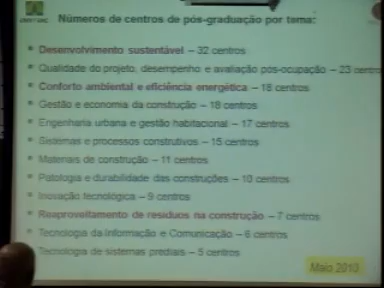 Números de centros de pós-graduação por tema:
Desenvolvimento sustentável – 32 centros
Qualidade do projeto, desempenho e avaliação pós-ocupação – 23 centros
Conforto ambiental e eficiência energética – 18 centros
Gestão e economia da construção – 18 centros
Engenharia urbana e gestão habitacional – 17 centros
Sistemas e processos construtivos – 15 centros
Materiais de construção – 11 centros
Patologia e durabilidade das construções – 10 centros
Inovação tecnológica – 9 centros
Reaproveitamento de resíduos na construção – 7 centros
Tecnologia da Informação e Comunicação – 6 centros
Tecnologia de sistemas prediais – 5 centros
Maio 2010